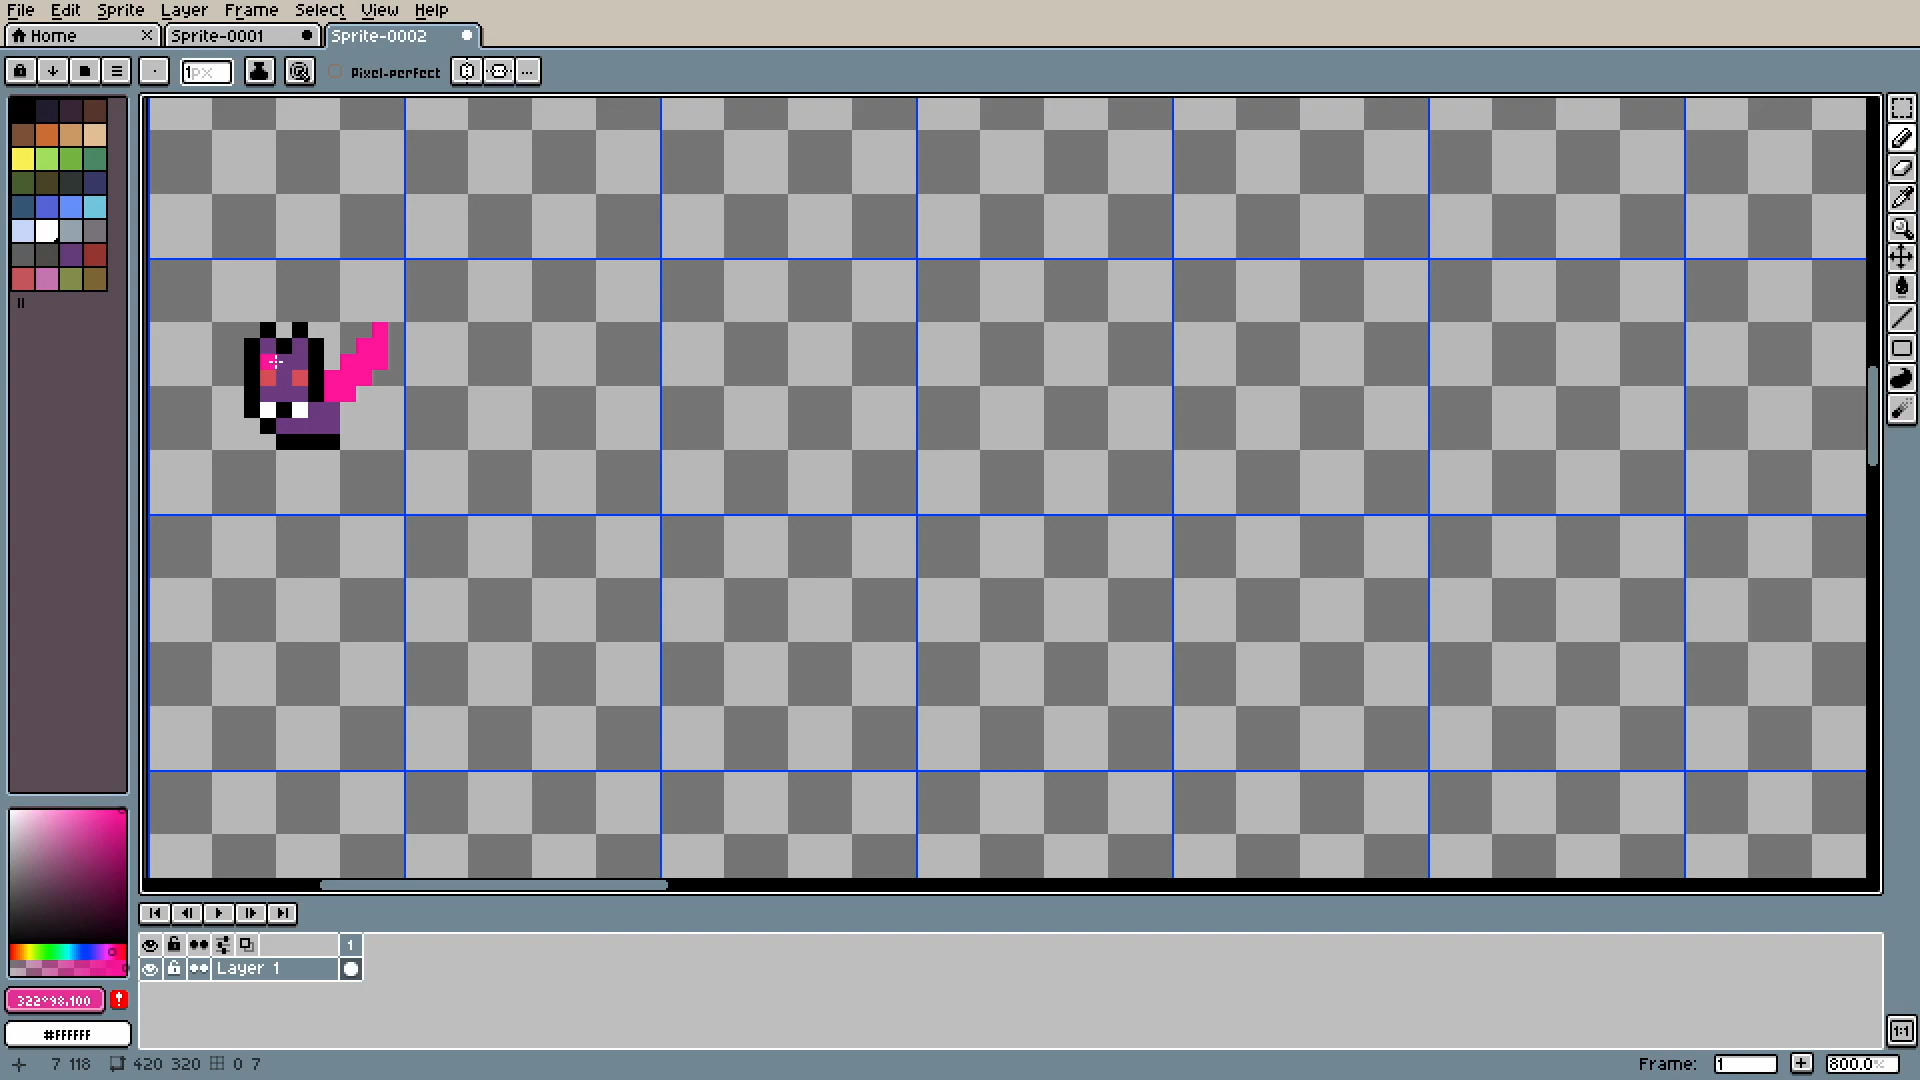 File Edit Sprite Layer Frame Select View Help
Home Sprite-0001 Sprite-0002
1px Pixel-perfect
1
Layer 1
322°98.100
#FFFFFF
1:1
7 118 420 320 0 7 Frame: 1 800.0%